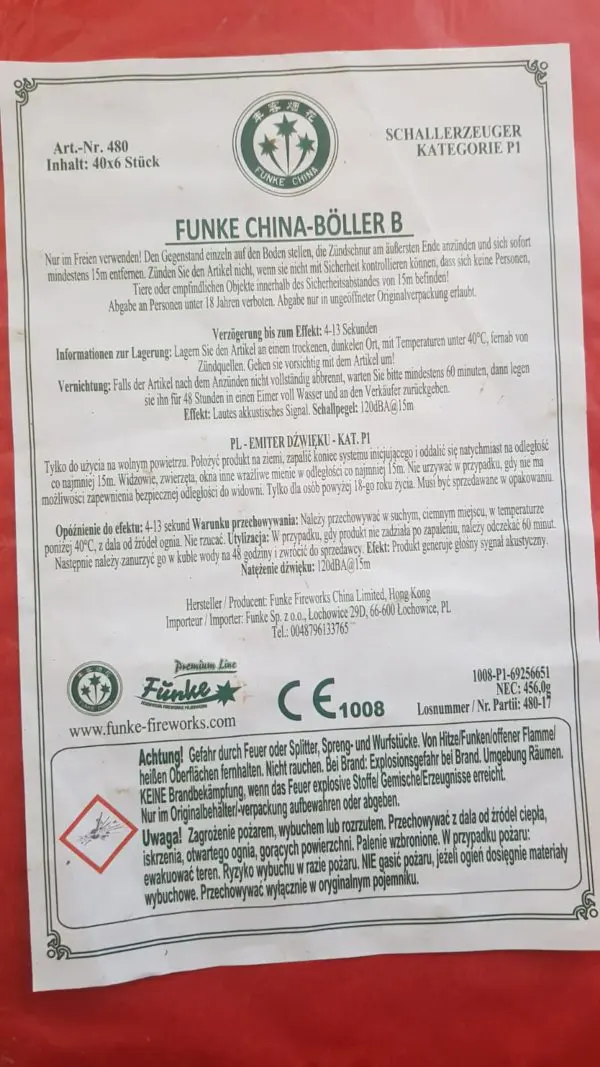 Art.-Nr. 480
Inhalt: 40x6 Stück
丰客烟花
FUNKE CHINA
SCHALLERZEUGER
KATEGORIE P1
FUNKE CHINA-BÖLLER B
Nur im Freien verwenden! Den Gegenstand einzeln auf den Boden stellen, die Zündschnur am äußersten Ende anzünden und sich sofort
mindestens 15m entfernen. Zünden Sie den Artikel nicht, wenn sie nicht mit Sicherheit kontrollieren können, dass sich keine Personen,
Tiere oder empfindlichen Objekte innerhalb des Sicherheitsabstandes von 15m befinden!
Abgabe an Personen unter 18 Jahren verboten. Abgabe nur in ungeöffneter Originalverpackung erlaubt.
Verzögerung bis zum Effekt: 4-13 Sekunden
Informationen zur Lagerung: Lagern Sie den Artikel an einem trockenen, dunkelen Ort, mit Temperaturen unter 40°C, fernab von
Zündquellen. Gehen sie vorsichtig mit dem Artikel um!
Vernichtung: Falls der Artikel nach dem Anzünden nicht vollständig abbrennt, warten Sie bitte mindestens 60 minuten, dann legen
sie ihn für 48 Stunden in einen Eimer voll Wasser und an den Verkäufer zurückgeben.
Effekt: Lautes akkustisches Signal. Schallpegel: 120dBA@15m
PL - EMITER DŹWIĘKU - KAT. P1
Tylko do użycia na wolnym powietrzu. Położyć produkt na ziemi, zapalić koniec systemu inicjującego i oddalić się natychmiast na odległość
co najmniej 15m. Widzowie, zwierzęta, okna inne wrażliwe mienie w odległości co najmniej 15m. Nie urzywać w przypadku, gdy nie ma
możliwości zapewnienia bezpiecznej odległości do widowni. Tylko dla osób powyżej 18-go roku życia. Musi być sprzedawane w opakowaniu.
Opóźnienie do efektu: 4-13 sekund Warunku przechowywania: Należy przechowywać w suchym, ciemnym miejscu, w temperaturze
poniżej 40°C, z dala od źródeł ognia. Nie rzucać. Utylizacja: W przypadku, gdy produkt nie zadziała po zapaleniu, należy odczekać 60 minut.
Następnie należy zanurzyć go w kuble wody na 48 godziny i zwrócić do sprzedawcy. Efekt: Produkt generuje głośny sygnał akustyczny.
Natężenie dźwięku: 120dBA@15m
Hersteller / Producent: Funke Fireworks China Limited, Hong Kong
Importeur / Importer: Funke Sp. z o.o., Łochowice 29D, 66-600 Łochowice, PL
Tel.: 0048796133765
Premium Line
Funke
www.funke-fireworks.com
CE1008
1008-P1-69256651
NEC: 456,0g
Losnummer / Nr. Partii: 480-17
Achtung! Gefahr durch Feuer oder Splitter, Spreng- und Wurfstücke. Von Hitze/Funken/offener Flamme/
heißen Oberflächen fernhalten. Nicht rauchen. Bei Brand: Explosionsgefahr bei Brand. Umgebung Räumen.
KEINE Brandbekämpfung, wenn das Feuer explosive Stoffe/ Gemische/Erzeugnisse erreicht.
Nur im Originalbehälter/-verpackung aufbewahren oder abgeben.
Uwaga! Zagrożenie pożarem, wybuchem lub rozrzutem. Przechowywać z dala od źródeł ciepła,
iskrzenia, otwartego ognia, gorących powierzchni. Palenie wzbronione. W przypadku pożaru:
ewakuować teren. Ryzyko wybuchu w razie pożaru. NIE gasić pożaru, jeżeli ogień dosięgnie materiały
wybuchowe. Przechowywać wyłącznie w oryginalnym pojemniku.